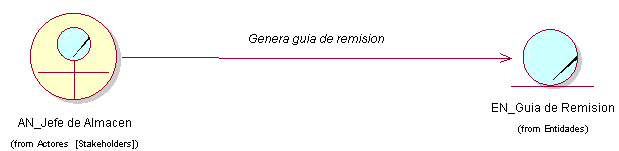 Genera guia de remision
AN_Jefe de Almacen
(from Actores [Stakeholders])
EN_Guia de Remision
(from Entidades)